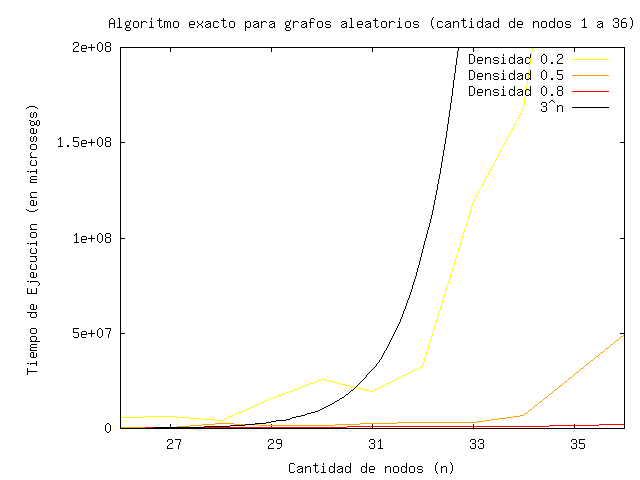 Algoritmo exacto para grafos aleatorios (cantidad de nodos 1 a 36)
2e+08
1.5e+08
1e+08
5e+07
0
Tiempo de Ejecucion (en microsegs)
Densidad 0.2
Densidad 0.5
Densidad 0.8
3^n
27 29 31 33 35
Cantidad de nodos (n)